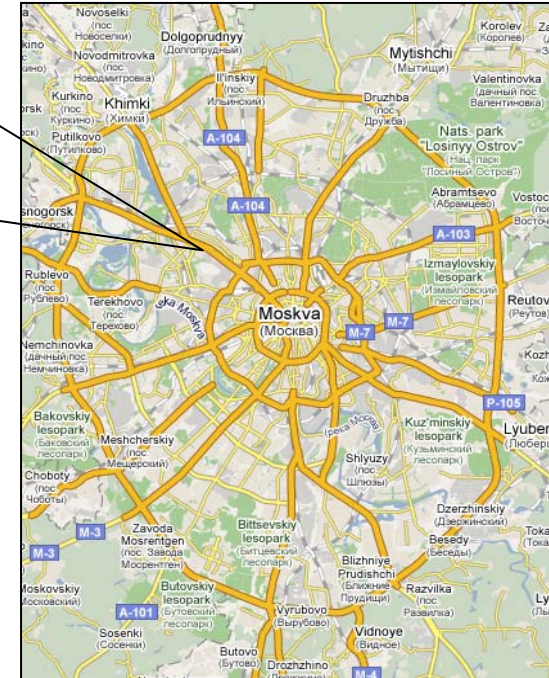 Novoselki
(пос.
Новоселки)
Dolgoprudnyy
(Долгопрудный)
Korolev
(Королев)
Mytishchi
(Мытищи)
Novodmitrovka
(пос.
Новодмитровка)
Il'inskiy
(пос.
Ильинский)
Valentinovka
(дачный пос.
Валентиновка)
Kurkino
(пос.
Куркино)
Khimki
(Химки)
Druzhba
(пос.
Дружба)
Putilkovo
(Путилково)
A-104
Nats. park
"Losinyy Ostrov"
(Нац. парк
"Лосиный Остров")
Abramtsevo
(Абрамцево)
A-104
A-103
Izmaylovskiy
lesopark
(Измайловский
лесопарк)
Rublevo
(пос.
Рублево)
Terekhovo
(пос.
Терехово)
Moskva
Moskva
(Москва)
M-7
M-7
Nemchinovka
(дачный пос.
Немчиновка)
P-105
Bakovskiy
lesopark
(Баковский
лесопарк)
Meshcherskiy
(пос.
Мещерский)
(река Москва)
Kuz'minskiy
lesopark
(Кузьминский
лесопарк)
Choboty
(пос.
Чоботы)
Shlyuzy
(пос.
Шлюзы)
Dzerzhinskiy
(Дзержинский)
M-3
M-3
Zavoda
Mosrentgen
(пос. Завода
Мосрентген)
Bittsevskiy
lesopark
(Битцевский
лесопарк)
Besedy
(Беседы)
Blizhniye
Prudishchi
(Ближние
Прудищи)
Butovskiy
lesopark
(Бутовский
лесопарк)
Razvilka
(пос.
Развилка)
A-101
Vyrubovo
(Вырубово)
Sosenki
(Сосенки)
Vidnoye
(Видное)
Butovo
(Бутово)
Drozhzhino
M-4